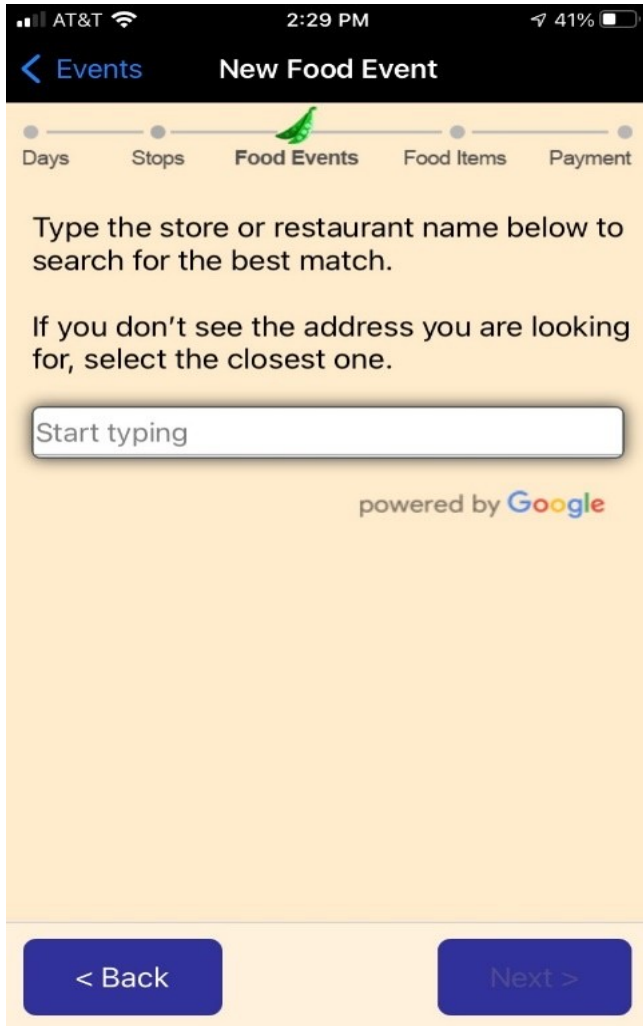 AT&T 2:29 PM 41%
< Events New Food Event
Days Stops Food Events Food Items Payment
Type the store or restaurant name below to
search for the best match.
If you don’t see the address you are looking
for, select the closest one.
Start typing
powered by Google
< Back Next >